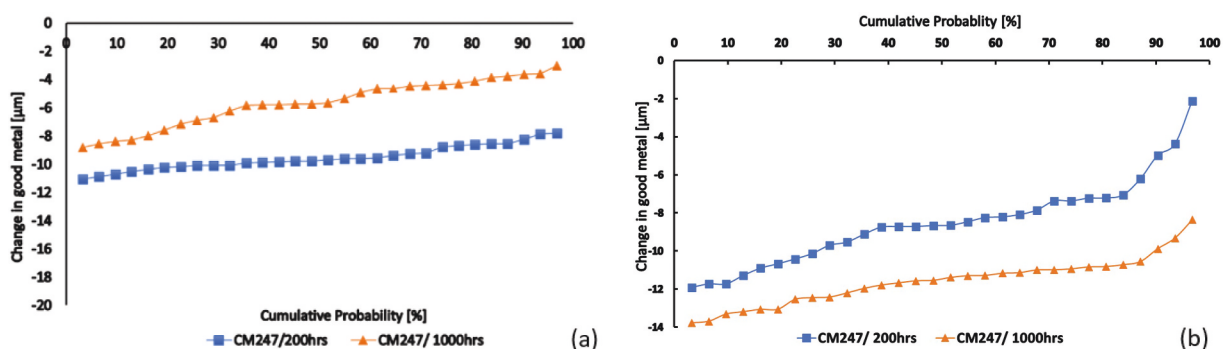 0
-2
-4
-6
-8
-10
-12
-14
-16
-18
-20
0 10 20 30 40 50 60 70 80 90 100
Change in good metal [µm]
Cumulative Probability [%]
CM247/200hrs CM247/ 1000hrs
(a)
Cumulative Probablity [%]
0 10 20 30 40 50 60 70 80 90 100
0
-2
-4
-6
-8
-10
-12
-14
Change in good metal [µm]
CM247/ 200hrs CM247/ 1000hrs
(b)